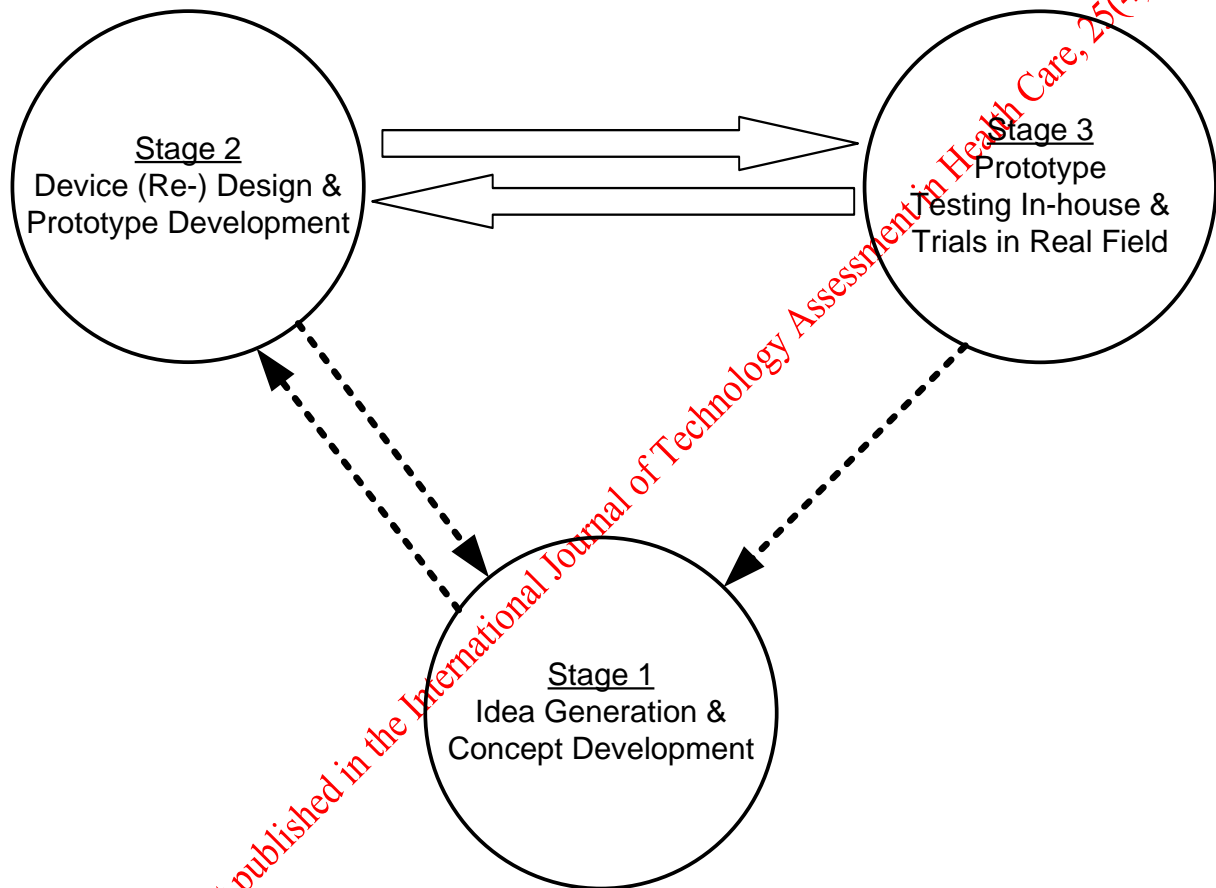 Stage 2
Device (Re-) Design &
Prototype Development
Stage 3
Prototype
Testing In-house &
Trials in Real Field
Stage 1
Idea Generation &
Concept Development
published in the International Journal of Technology Assessment in Health Care, 25(4